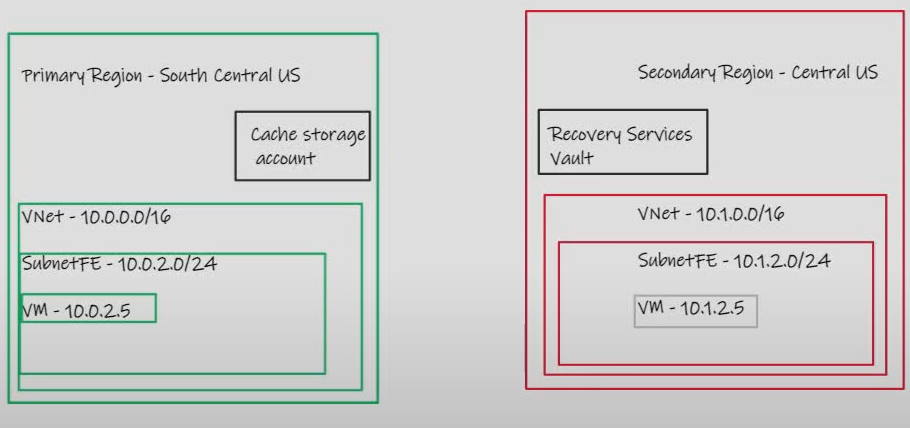 Primary Region - South Central US
Cache storage
account
VNet - 10.0.0.0/16
SubnetFE - 10.0.2.0/24
VM - 10.0.2.5
Secondary Region - Central US
Recovery Services
Vault
VNet - 10.1.0.0/16
SubnetFE - 10.1.2.0/24
VM - 10.1.2.5